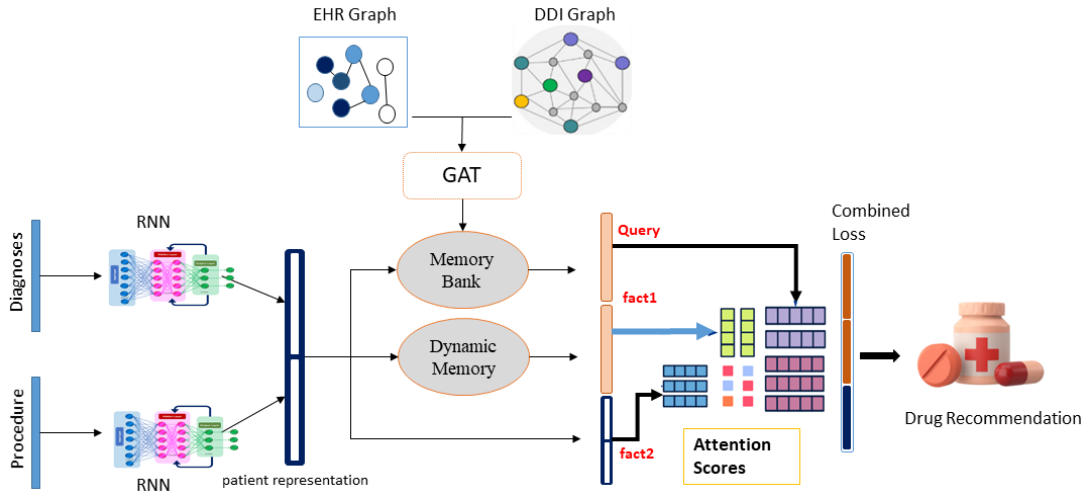 EHR Graph
DDI Graph
GAT
Diagnoses
RNN
Memory
Bank
Query
Combined
Loss
fact1
Dynamic
Memory
Procedure
RNN
patient representation
fact2
Attention
Scores
Drug Recommendation